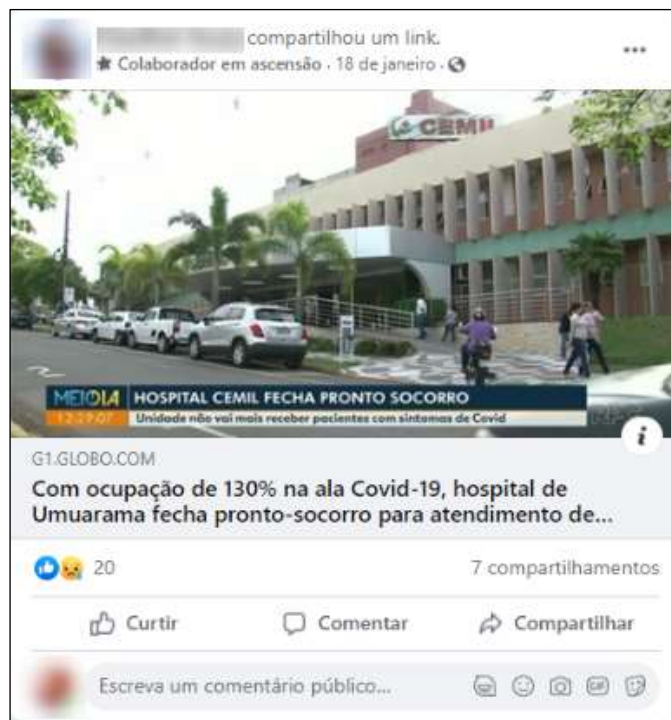 compartilhou um link.
Colaborador em ascensão · 18 de janeiro ·
CEMIL
MEIODIA
HOSPITAL CEMIL FECHA PRONTO SOCORRO
12:29:07
Unidade não vai mais receber pacientes com sintomas de Covid
G1.GLOBO.COM
Com ocupação de 130% na ala Covid-19, hospital de
Umuarama fecha pronto-socorro para atendimento de...
20
7 compartilhamentos
Curtir
Comentar
Compartilhar
Escreva um comentário público...
GIF